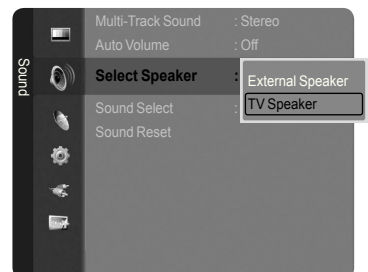 Sound
Multi-Track Sound : Stereo
Auto Volume : Off
Select Speaker :
External Speaker
TV Speaker
Sound Select :
Sound Reset